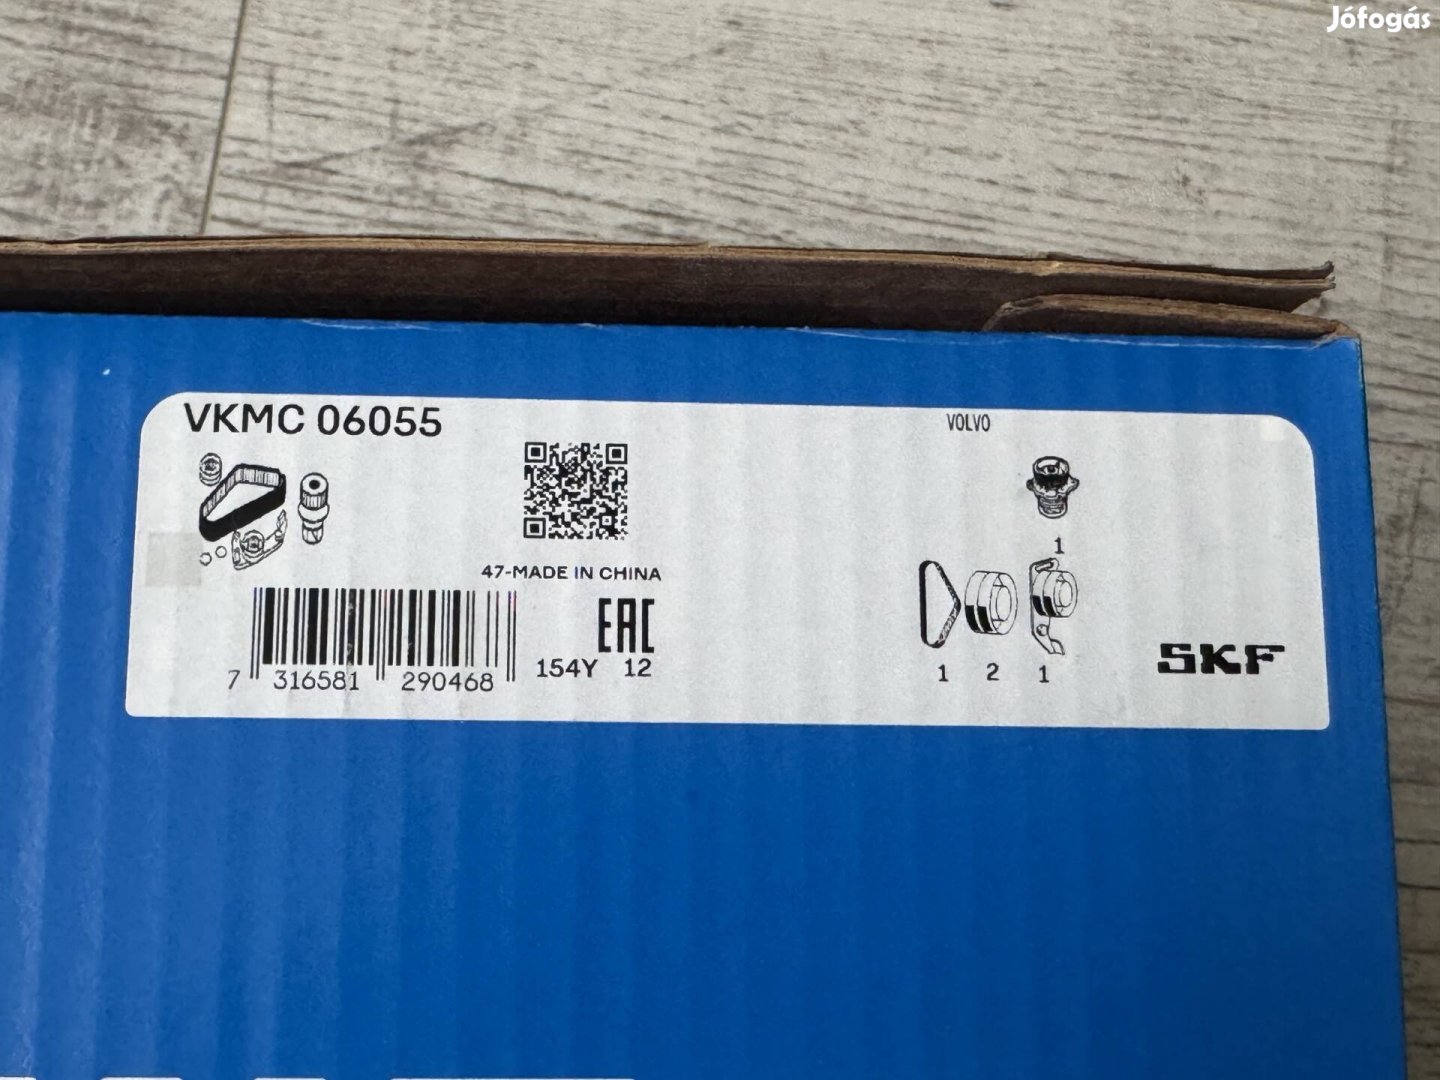 Jófogás
VKMC 06055
VOLVO
47-MADE IN CHINA
EAC
154Y 12
7 316581 290468
1
1 2 1
SKF